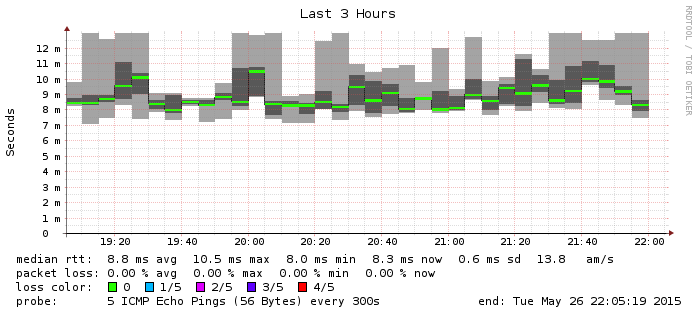 Last 3 Hours
RRDTOOL / TOBI OETIKER
Seconds
12 m
11 m
10 m
9 m
8 m
7 m
6 m
5 m
4 m
3 m
2 m
1 m
0
19:20 19:40 20:00 20:20 20:40 21:00 21:20 21:40 22:00
median rtt: 8.8 ms avg 10.5 ms max 8.0 ms min 8.3 ms now 0.6 ms sd 13.8 am/s
packet loss: 0.00 % avg 0.00 % max 0.00 % min 0.00 % now
loss color: 0 1/5 2/5 3/5 4/5
probe: 5 ICMP Echo Pings (56 Bytes) every 300s end: Tue May 26 22:05:19 2015